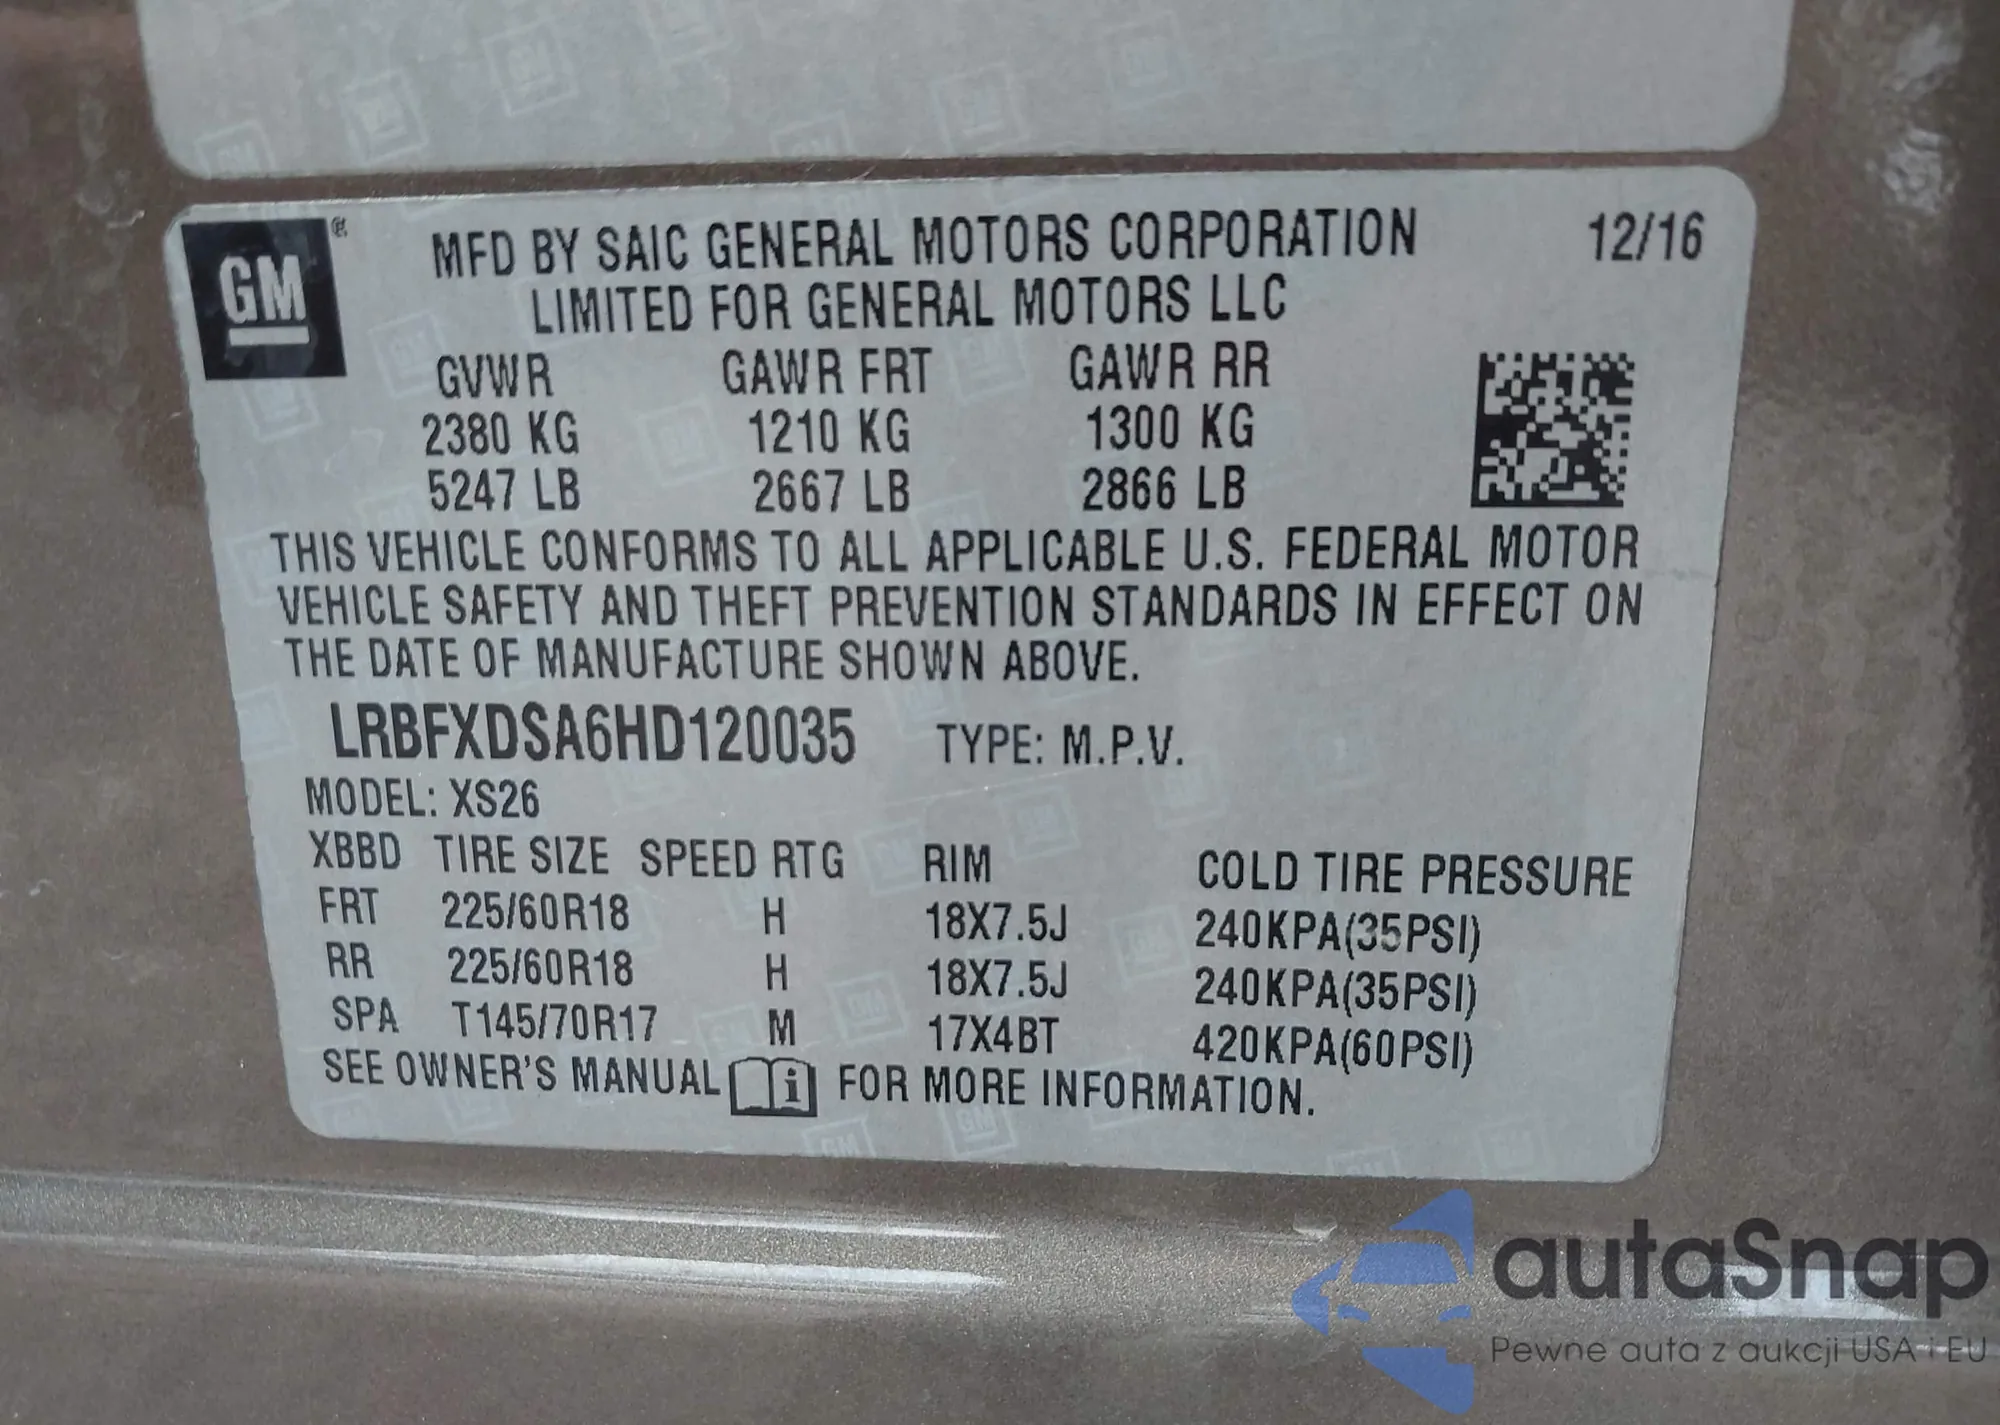 GM®
MFD BY SAIC GENERAL MOTORS CORPORATION 12/16
LIMITED FOR GENERAL MOTORS LLC
GVWR GAWR FRT GAWR RR
2380 KG 1210 KG 1300 KG
5247 LB 2667 LB 2866 LB
THIS VEHICLE CONFORMS TO ALL APPLICABLE U.S. FEDERAL MOTOR
VEHICLE SAFETY AND THEFT PREVENTION STANDARDS IN EFFECT ON
THE DATE OF MANUFACTURE SHOWN ABOVE.
LRBFXDSA6HD120035 TYPE: M.P.V.
MODEL: XS26
XBBD TIRE SIZE SPEED RTG RIM COLD TIRE PRESSURE
FRT 225/60R18 H 18X7.5J 240KPA(35PSI)
RR 225/60R18 H 18X7.5J 240KPA(35PSI)
SPA T145/70R17 M 17X4BT 420KPA(60PSI)
SEE OWNER'S MANUAL i FOR MORE INFORMATION.
autaSnap
Pewne auta z aukcji USA i EU